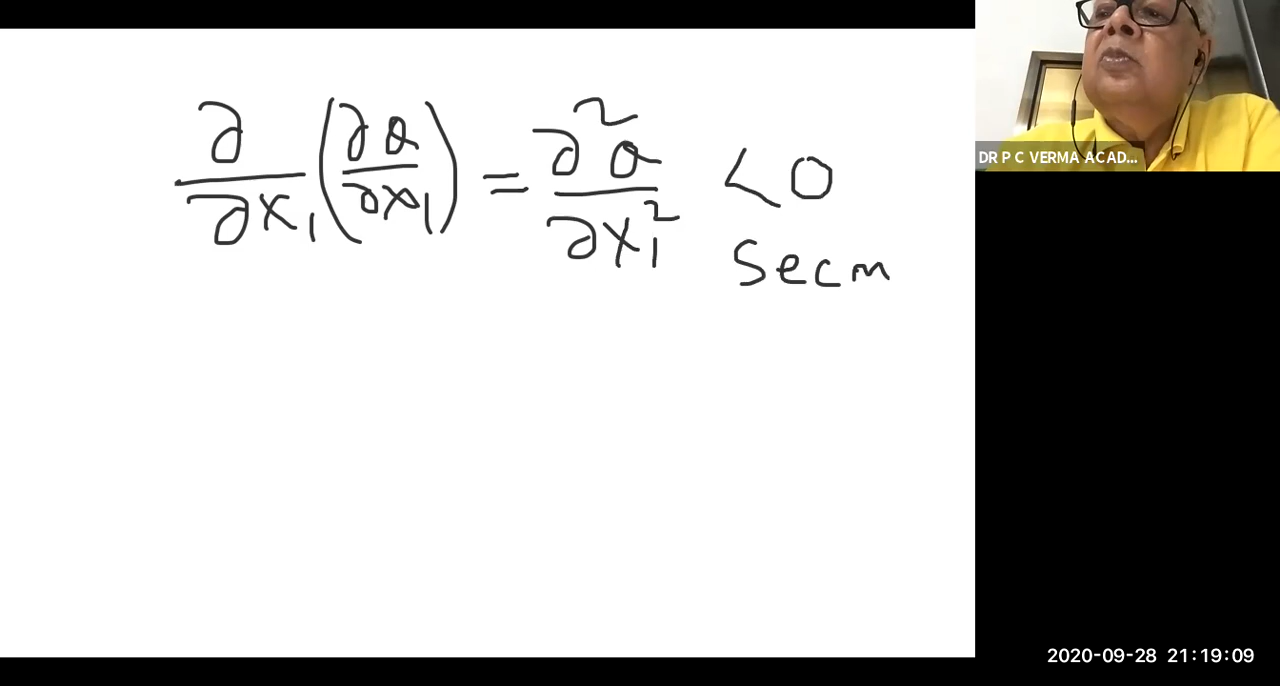 ∂/∂x₁ (∂Q/∂x₁) = ∂²Q/∂x₁² < 0
Secm
DR P C VERMA ACAD...
2020-09-28 21:19:09